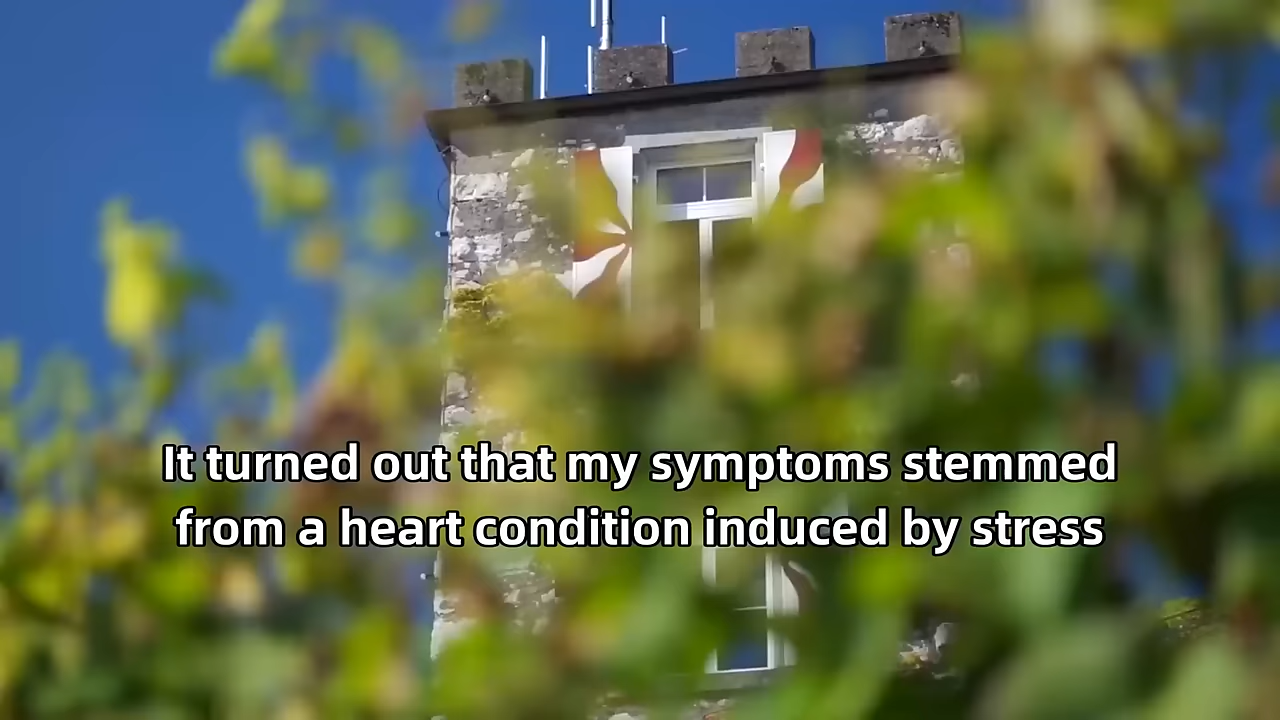 It turned out that my symptoms stemmed
from a heart condition induced by stress